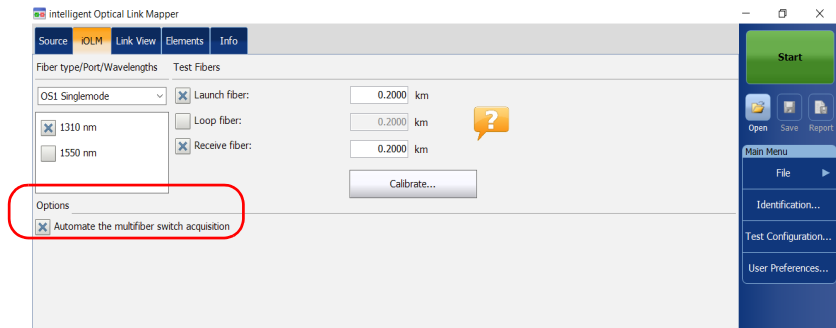 intelligent Optical Link Mapper
Source iOLM Link View Elements Info
Fiber type/Port/Wavelengths Test Fibers
OS1 Singlemode
Launch fiber: 0.2000 km
1310 nm
Loop fiber: 0.2000 km
?
1550 nm
Receive fiber: 0.2000 km
Calibrate...
Options
Automate the multifiber switch acquisition
Start
Open Save Report
Main Menu
File
Identification...
Test Configuration...
User Preferences...